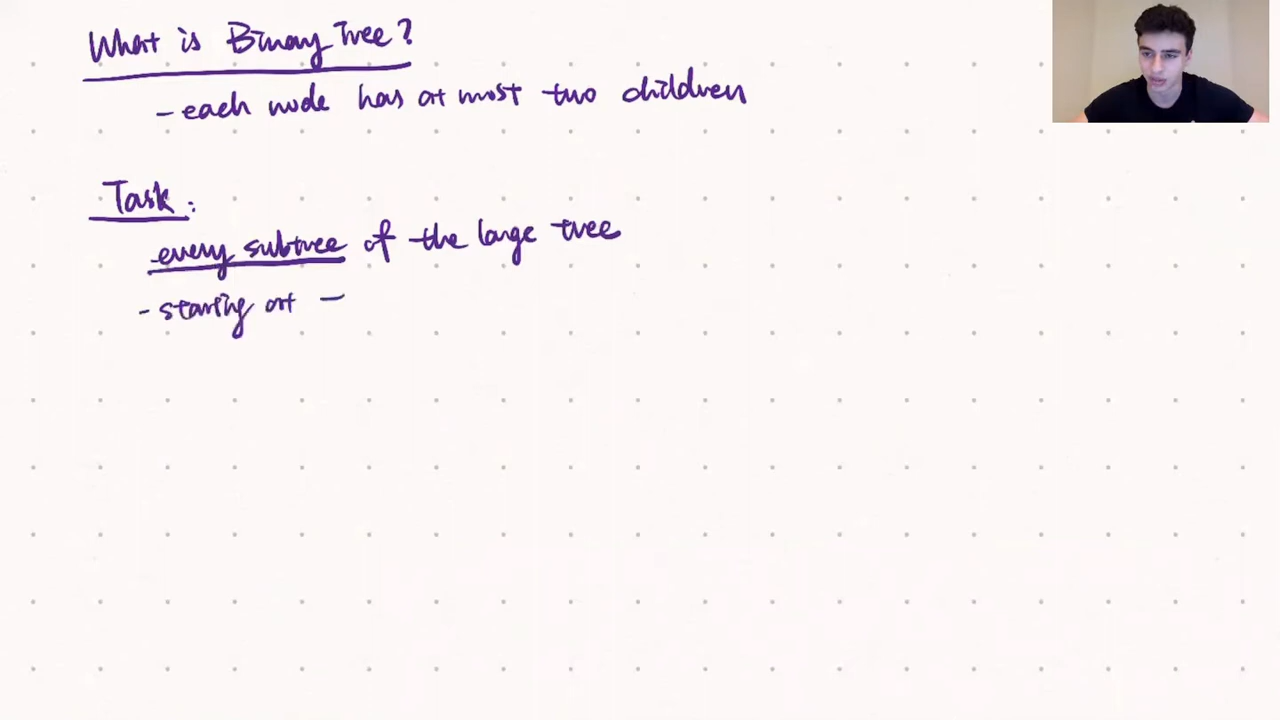 What is Binary Tree?
- each node has at most two children
Task:
every subtree of the large tree
- starting at -